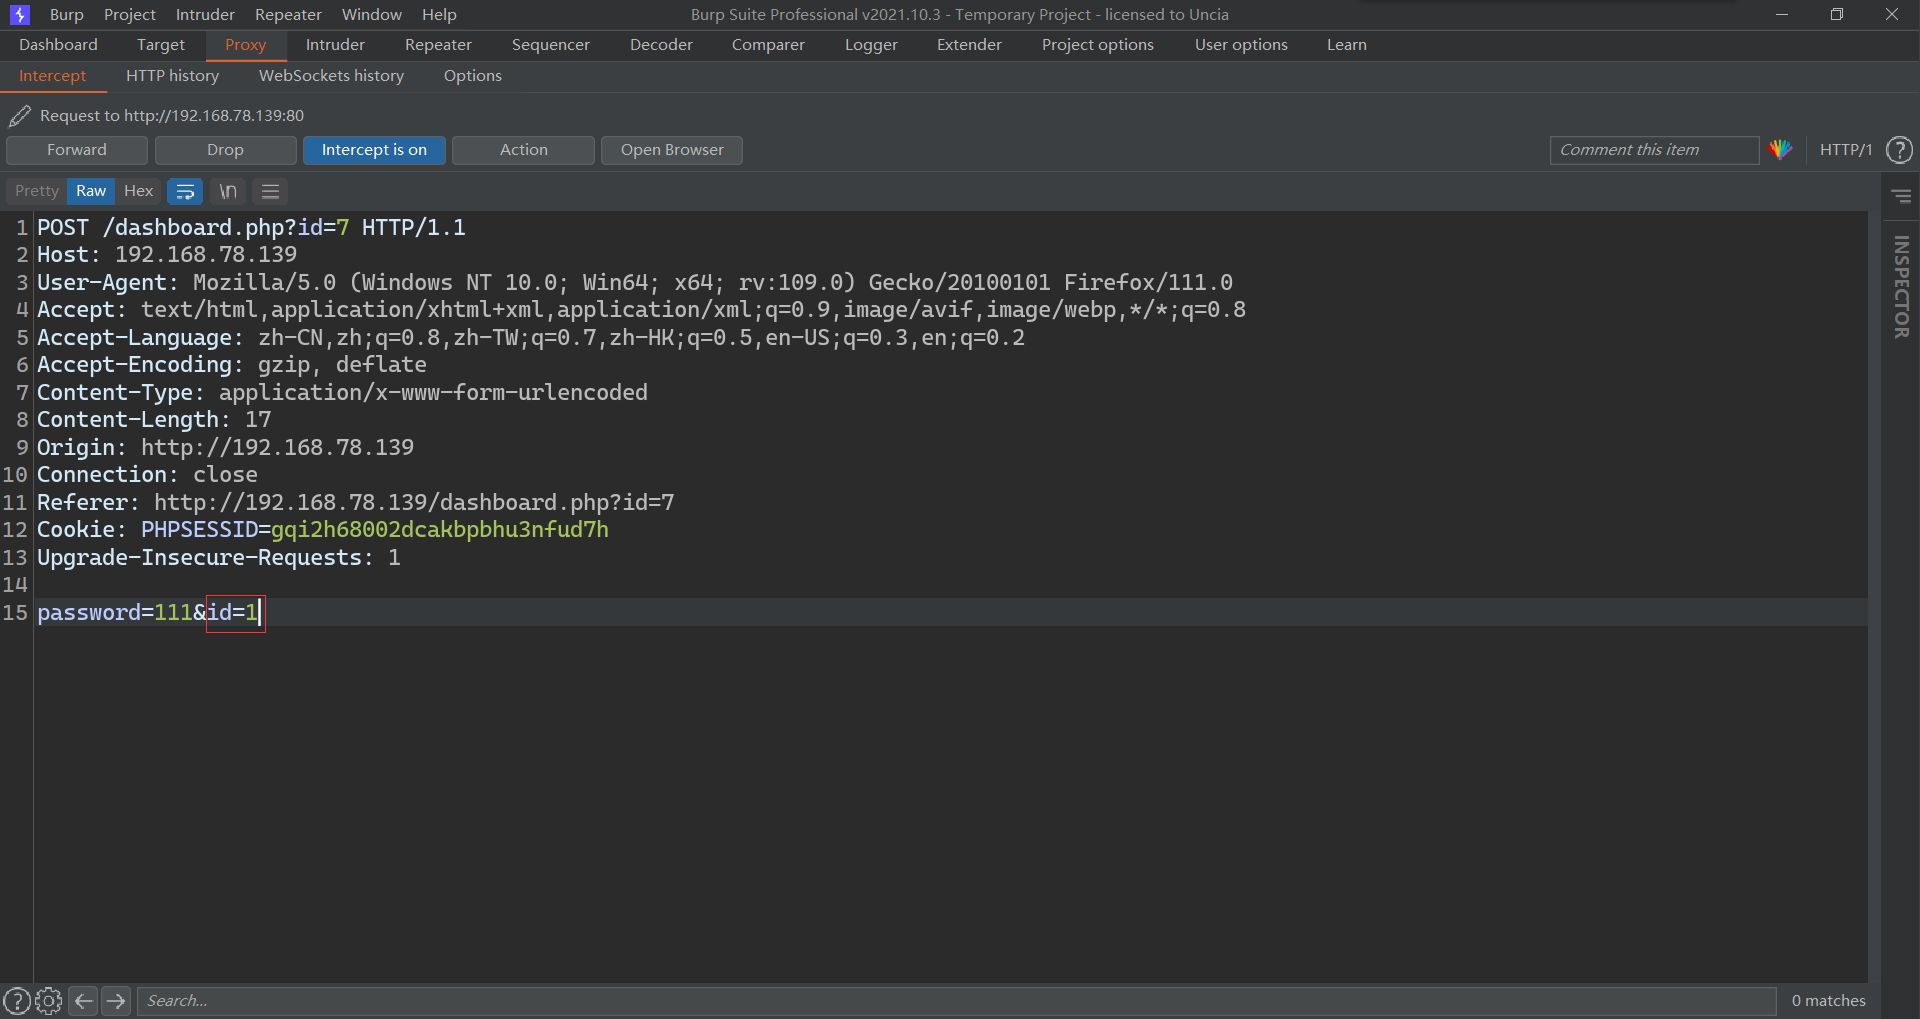 Burp Project Intruder Repeater Window Help Burp Suite Professional v2021.10.3 - Temporary Project - licensed to Uncia
Dashboard Target Proxy Intruder Repeater Sequencer Decoder Comparer Logger Extender Project options User options Learn
Intercept HTTP history WebSockets history Options
Request to http://192.168.78.139:80
Forward Drop Intercept is on Action Open Browser Comment this item HTTP/1 ?
Pretty Raw Hex \n
INSPECTOR
1 POST /dashboard.php?id=7 HTTP/1.1
2 Host: 192.168.78.139
3 User-Agent: Mozilla/5.0 (Windows NT 10.0; Win64; x64; rv:109.0) Gecko/20100101 Firefox/111.0
4 Accept: text/html,application/xhtml+xml,application/xml;q=0.9,image/avif,image/webp,*/*;q=0.8
5 Accept-Language: zh-CN,zh;q=0.8,zh-TW;q=0.7,zh-HK;q=0.5,en-US;q=0.3,en;q=0.2
6 Accept-Encoding: gzip, deflate
7 Content-Type: application/x-www-form-urlencoded
8 Content-Length: 17
9 Origin: http://192.168.78.139
10 Connection: close
11 Referer: http://192.168.78.139/dashboard.php?id=7
12 Cookie: PHPSESSID=gqi2h68002dcakbpbhu3nfud7h
13 Upgrade-Insecure-Requests: 1
14
15 password=111&id=1
? Search... 0 matches